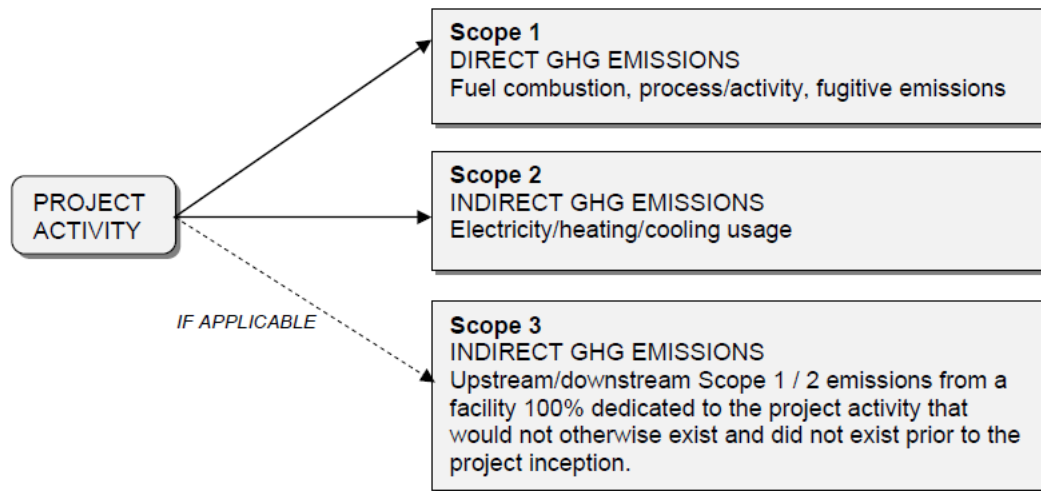 Scope 1
DIRECT GHG EMISSIONS
Fuel combustion, process/activity, fugitive emissions
PROJECT
ACTIVITY
Scope 2
INDIRECT GHG EMISSIONS
Electricity/heating/cooling usage
IF APPLICABLE
Scope 3
INDIRECT GHG EMISSIONS
Upstream/downstream Scope 1 / 2 emissions from a
facility 100% dedicated to the project activity that
would not otherwise exist and did not exist prior to the
project inception.